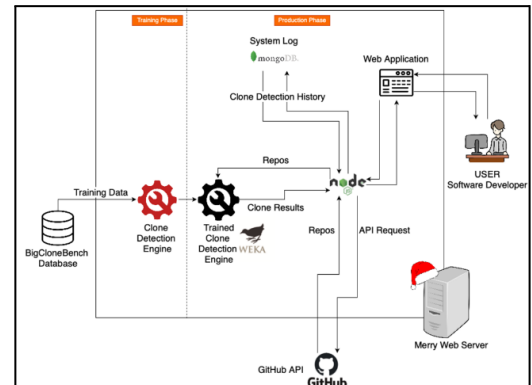 Training Phase
Production Phase
System Log
mongoDB.
Web Application
Clone Detection History
USER
Software Developer
Repos
node
JS
Training Data
Clone Results
BigCloneBench
Database
Clone
Detection
Engine
Trained
Clone
Detection
Engine
WEKA
Repos
API Request
Merry Web Server
GitHub API
GitHub